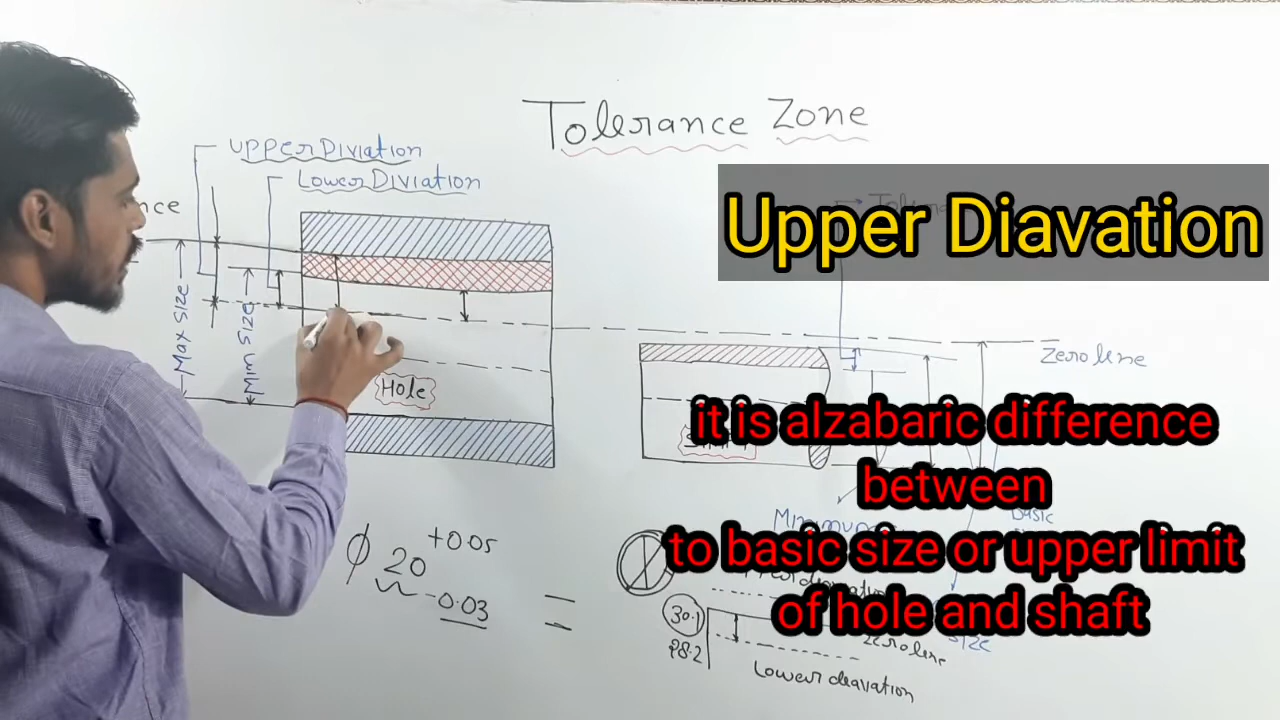 Tolerance Zone
UPPER DIVIATION
LOWER DIVIATION
nce
Upper Diavation
Max Size
Mim Size
Hole
Zero line
it is alzabaric difference
between
to basic size or upper limit
of hole and shaft
Basic
Size
ϕ 20 +0.05
-0.03
=
30.1
28.2
Zero line
Lower deavation